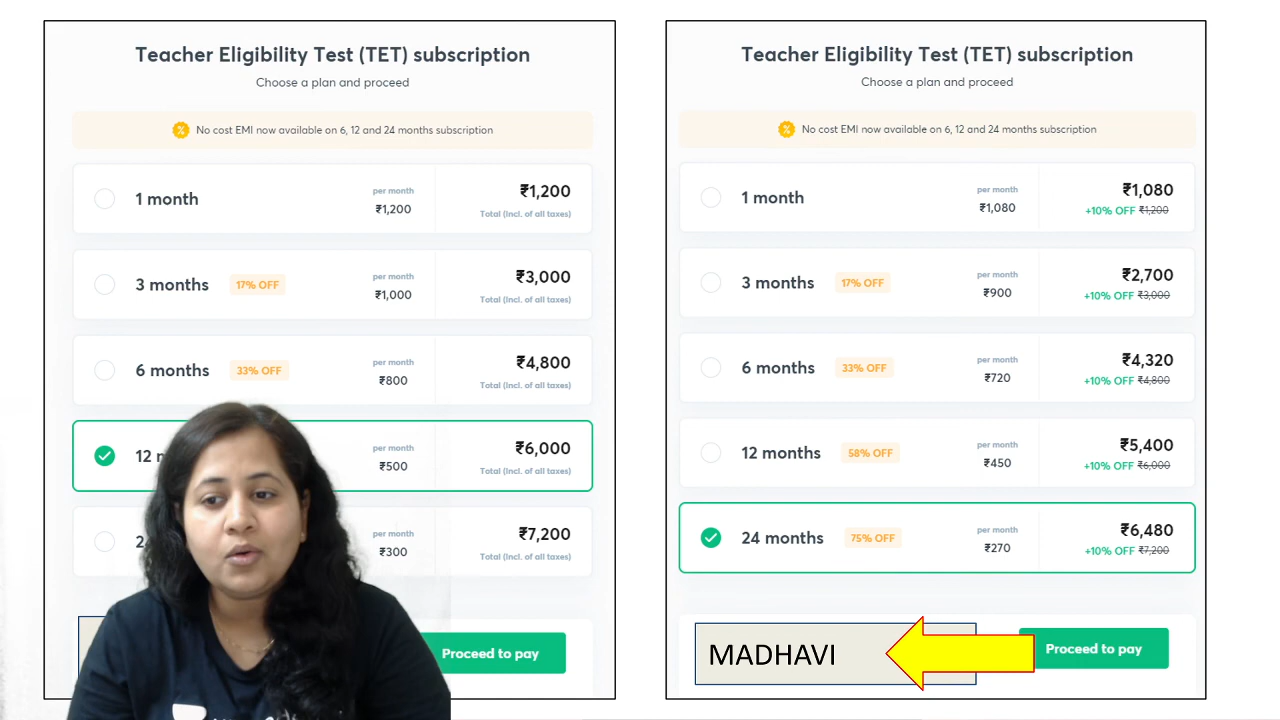 Teacher Eligibility Test (TET) subscription
Choose a plan and proceed
No cost EMI now available on 6, 12 and 24 months subscription
1 month
per month
₹1,200
₹1,200
Total (Incl. of all taxes)
3 months
17% OFF
per month
₹1,000
₹3,000
Total (Incl. of all taxes)
6 months
33% OFF
per month
₹800
₹4,800
Total (Incl. of all taxes)
12
per month
₹500
₹6,000
Total (Incl. of all taxes)
per month
₹300
₹7,200
Total (Incl. of all taxes)
Proceed to pay
Teacher Eligibility Test (TET) subscription
Choose a plan and proceed
No cost EMI now available on 6, 12 and 24 months subscription
1 month
per month
₹1,080
₹1,080
+10% OFF ₹1,200
3 months
17% OFF
per month
₹900
₹2,700
+10% OFF ₹3,000
6 months
33% OFF
per month
₹720
₹4,320
+10% OFF ₹4,800
12 months
58% OFF
per month
₹450
₹5,400
+10% OFF ₹6,000
24 months
75% OFF
per month
₹270
₹6,480
+10% OFF ₹7,200
MADHAVI
Proceed to pay